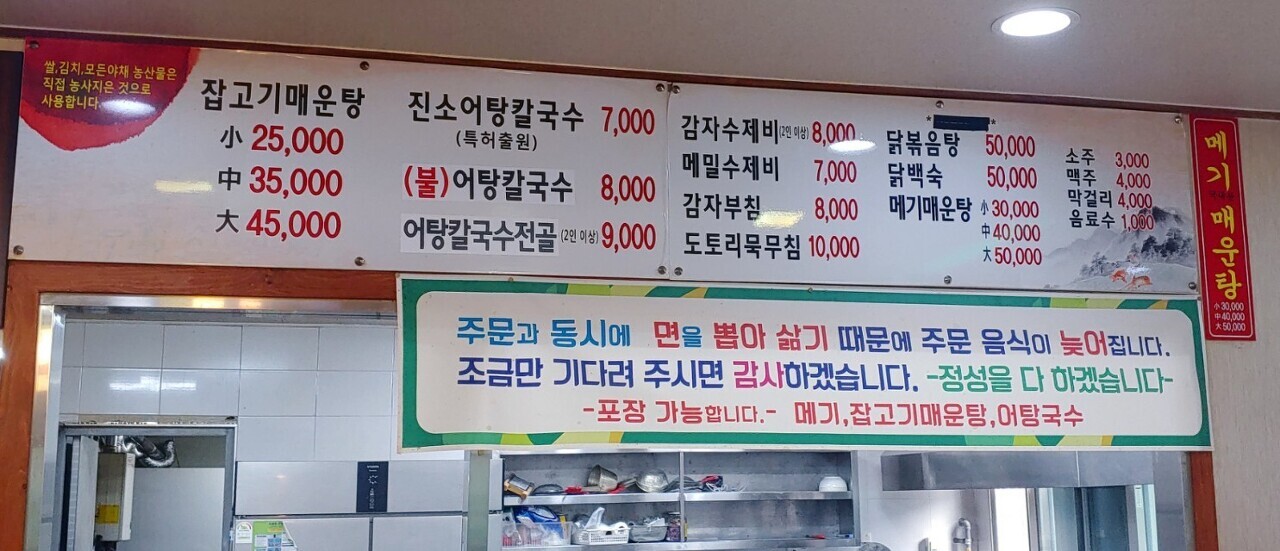 쌀,김치,모든야채 농산물은
직접 농사지은 것으로
사용합니다.
잡고기매운탕
小 25,000
中 35,000
大 45,000
진소어탕칼국수 7,000
(특허출원)
(불)어탕칼국수 8,000
어탕칼국수전골 (2인 이상) 9,000
감자수제비 (2인 이상) 8,000
메밀수제비 7,000
감자부침 8,000
도토리묵무침 10,000
닭볶음탕 50,000
닭백숙 50,000
메기매운탕 小 30,000
中 40,000
大 50,000
소주 3,000
맥주 4,000
막걸리 4,000
음료수 1,000
메기
매운탕
小 30,000
中 40,000
大 50,000
주문과 동시에 면을 뽑아 삶기 때문에 주문 음식이 늦어집니다.
조금만 기다려 주시면 감사하겠습니다. -정성을 다 하겠습니다-
-포장 가능합니다.- 메기,잡고기매운탕,어탕국수